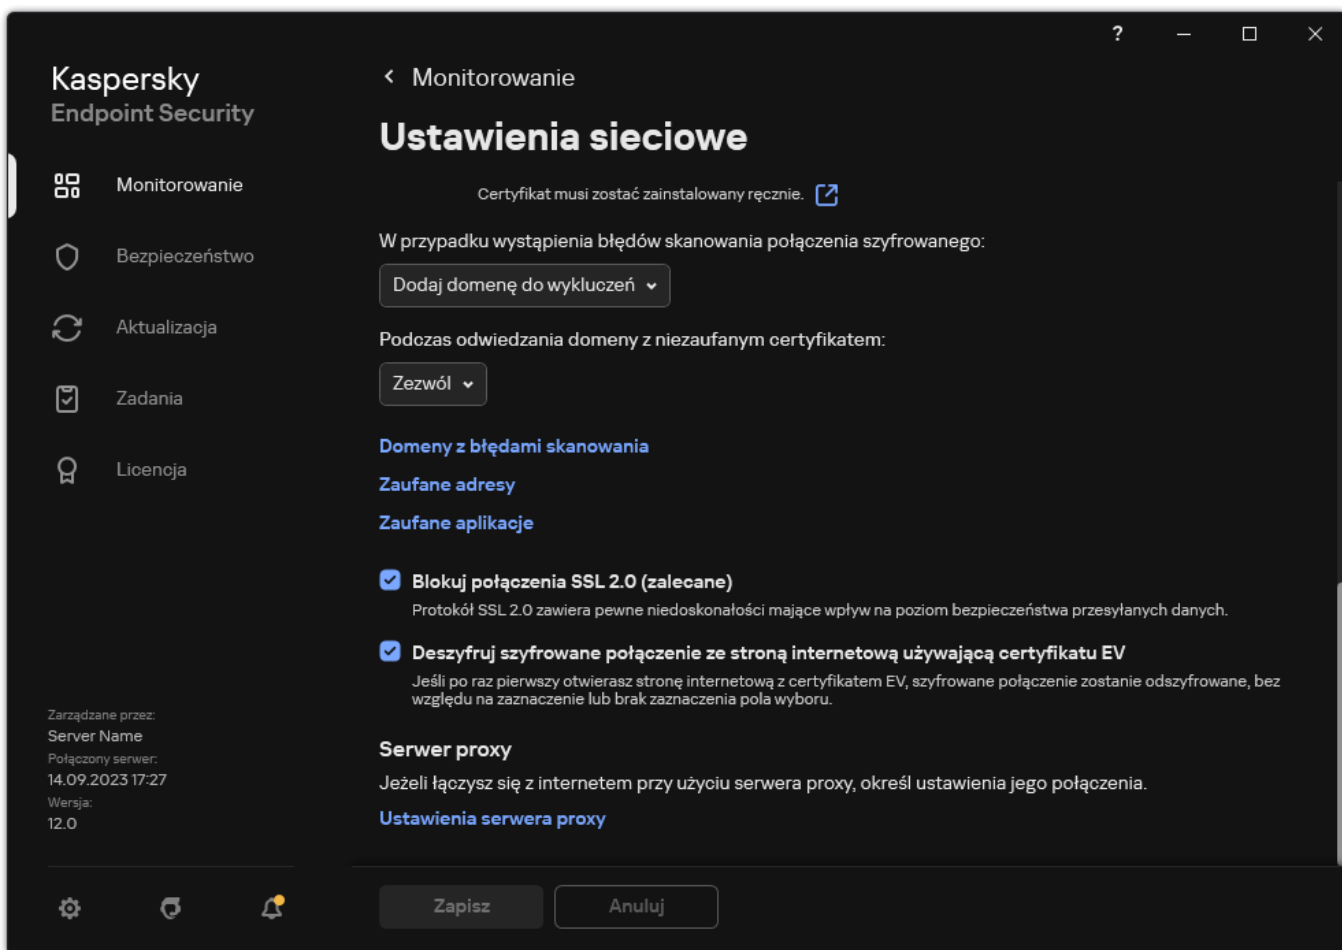 ?
Kaspersky
Endpoint Security
Monitorowanie
Bezpieczeństwo
Aktualizacja
Zadania
Licencja
Zarządzane przez:
Server Name
Połączony serwer:
14.09.2023 17:27
Wersja:
12.0
Monitorowanie
Ustawienia sieciowe
Certyfikat musi zostać zainstalowany ręcznie.
W przypadku wystąpienia błędów skanowania połączenia szyfrowanego:
Dodaj domenę do wykluczeń
Podczas odwiedzania domeny z niezaufanym certyfikatem:
Zezwól
Domeny z błędami skanowania
Zaufane adresy
Zaufane aplikacje
Blokuj połączenia SSL 2.0 (zalecane)
Protokół SSL 2.0 zawiera pewne niedoskonałości mające wpływ na poziom bezpieczeństwa przesyłanych danych.
Deszyfruj szyfrowane połączenie ze stroną internetową używającą certyfikatu EV
Jeśli po raz pierwszy otwierasz stronę internetową z certyfikatem EV, szyfrowane połączenie zostanie odszyfrowane, bez
względu na zaznaczenie lub brak zaznaczenia pola wyboru.
Serwer proxy
Jeżeli łączysz się z internetem przy użyciu serwera proxy, określ ustawienia jego połączenia.
Ustawienia serwera proxy
Zapisz
Anuluj